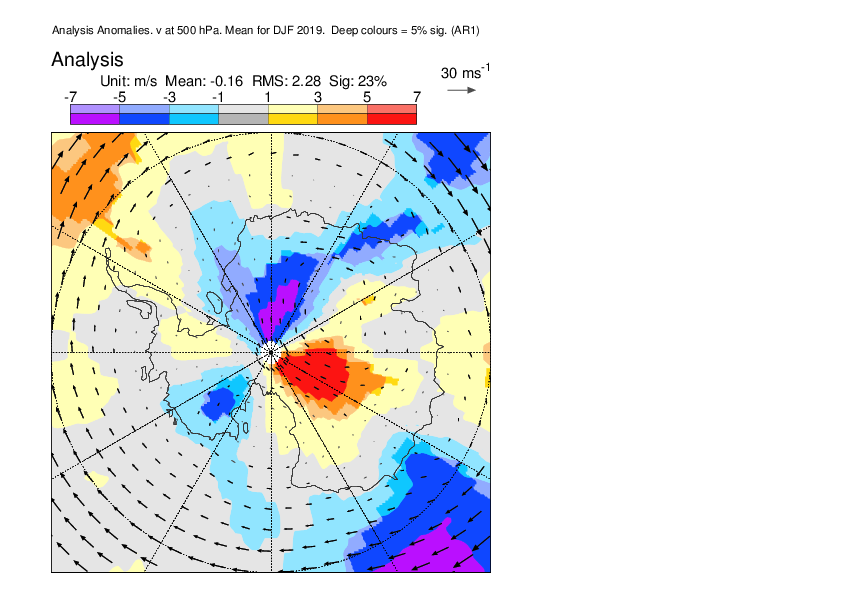 Analysis Anomalies. v at 500 hPa. Mean for DJF 2019. Deep colours = 5% sig. (AR1)
Analysis
30 ms-1
Unit: m/s Mean: -0.16 RMS: 2.28 Sig: 23%
-7 -5 -3 -1 1 3 5 7